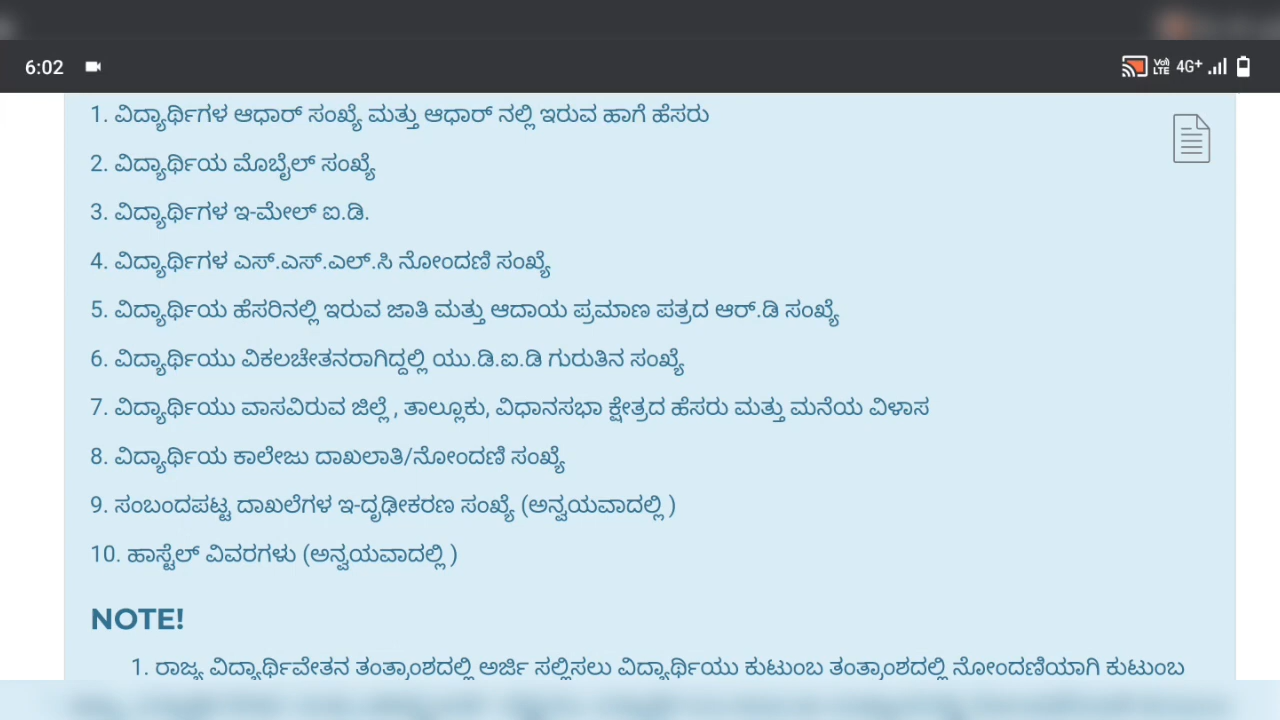 6:02
Vo) LTE 4G+
1. ವಿದ್ಯಾರ್ಥಿಗಳ ಆಧಾರ್ ಸಂಖ್ಯೆ ಮತ್ತು ಆಧಾರ್ ನಲ್ಲಿ ಇರುವ ಹಾಗೆ ಹೆಸರು
2. ವಿದ್ಯಾರ್ಥಿಯ ಮೊಬೈಲ್ ಸಂಖ್ಯೆ
3. ವಿದ್ಯಾರ್ಥಿಗಳ ಇ-ಮೇಲ್ ಐ.ಡಿ.
4. ವಿದ್ಯಾರ್ಥಿಗಳ ಎಸ್.ಎಸ್.ಎಲ್.ಸಿ ನೋಂದಣಿ ಸಂಖ್ಯೆ
5. ವಿದ್ಯಾರ್ಥಿಯ ಹೆಸರಿನಲ್ಲಿ ಇರುವ ಜಾತಿ ಮತ್ತು ಆದಾಯ ಪ್ರಮಾಣ ಪತ್ರದ ಆರ್.ಡಿ ಸಂಖ್ಯೆ
6. ವಿದ್ಯಾರ್ಥಿಯು ವಿಕಲಚೇತನರಾಗಿದ್ದಲ್ಲಿ ಯು.ಡಿ.ಐ.ಡಿ ಗುರುತಿನ ಸಂಖ್ಯೆ
7. ವಿದ್ಯಾರ್ಥಿಯು ವಾಸವಿರುವ ಜಿಲ್ಲೆ , ತಾಲ್ಲೂಕು, ವಿಧಾನಸಭಾ ಕ್ಷೇತ್ರದ ಹೆಸರು ಮತ್ತು ಮನೆಯ ವಿಳಾಸ
8. ವಿದ್ಯಾರ್ಥಿಯ ಕಾಲೇಜು ದಾಖಲಾತಿ/ನೋಂದಣಿ ಸಂಖ್ಯೆ
9. ಸಂಬಂದಪಟ್ಟ ದಾಖಲೆಗಳ ಇ-ದೃಢೀಕರಣ ಸಂಖ್ಯೆ (ಅನ್ವಯವಾದಲ್ಲಿ )
10. ಹಾಸ್ಟೆಲ್ ವಿವರಗಳು (ಅನ್ವಯವಾದಲ್ಲಿ )
NOTE!
1. ರಾಜ್ಯ ವಿದ್ಯಾರ್ಥಿವೇತನ ತಂತ್ರಾಂಶದಲ್ಲಿ ಅರ್ಜಿ ಸಲ್ಲಿಸಲು ವಿದ್ಯಾರ್ಥಿಯು ಕುಟುಂಬ ತಂತ್ರಾಂಶದಲ್ಲಿ ನೋಂದಣಿಯಾಗಿ ಕುಟುಂಬ